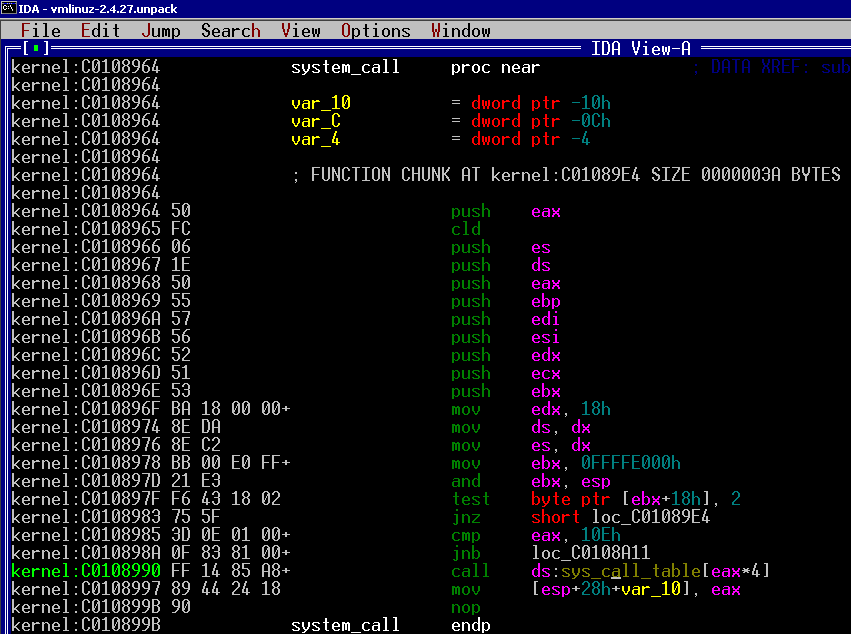 IDA - vmlinuz-2.4.27.unpack
File Edit Jump Search View Options Window
IDA View-A
kernel:C0108964 system_call proc near ; DATA XREF: sub
kernel:C0108964
kernel:C0108964 var_10 = dword ptr -10h
kernel:C0108964 var_C = dword ptr -0Ch
kernel:C0108964 var_4 = dword ptr -4
kernel:C0108964
kernel:C0108964 ; FUNCTION CHUNK AT kernel:C01089E4 SIZE 0000003A BYTES
kernel:C0108964
kernel:C0108964 50 push eax
kernel:C0108965 FC cld
kernel:C0108966 06 push es
kernel:C0108967 1E push ds
kernel:C0108968 50 push eax
kernel:C0108969 55 push ebp
kernel:C010896A 57 push edi
kernel:C010896B 56 push esi
kernel:C010896C 52 push edx
kernel:C010896D 51 push ecx
kernel:C010896E 53 push ebx
kernel:C010896F BA 18 00 00+ mov edx, 18h
kernel:C0108974 8E DA mov ds, dx
kernel:C0108976 8E C2 mov es, dx
kernel:C0108978 BB 00 E0 FF+ mov ebx, 0FFFFE000h
kernel:C010897D 21 E3 and ebx, esp
kernel:C010897F F6 43 18 02 test byte ptr [ebx+18h], 2
kernel:C0108983 75 5F jnz short loc_C01089E4
kernel:C0108985 3D 0E 01 00+ cmp eax, 10Eh
kernel:C010898A 0F 83 81 00+ jnb loc_C0108A11
kernel:C0108990 FF 14 85 A8+ call ds:sys_call_table[eax*4]
kernel:C0108997 89 44 24 18 mov [esp+28h+var_10], eax
kernel:C010899B 90 nop
kernel:C010899B system_call endp